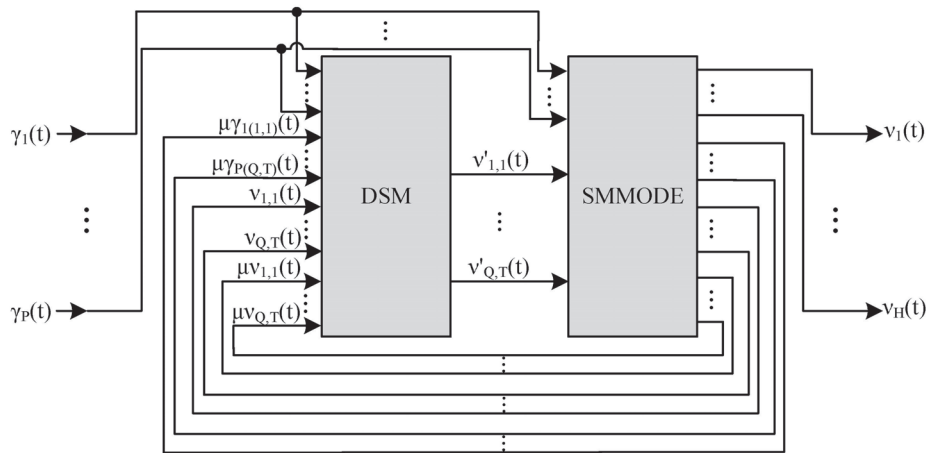 γ₁(t)
γP(t)
μγ₁₍₁,₁₎(t)
μγP(Q,T)(t)
ν₁,₁(t)
νQ,T(t)
μν₁,₁(t)
μνQ,T(t)
DSM
ν'₁,₁(t)
ν'Q,T(t)
SMMODE
ν₁(t)
νH(t)